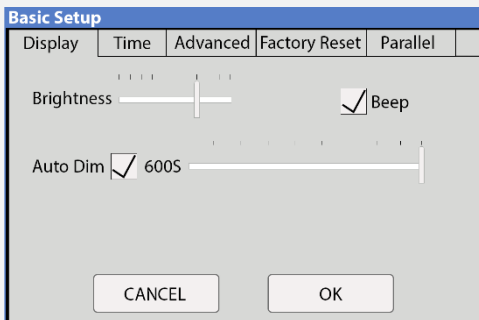 Basic Setup
Display Time Advanced Factory Reset Parallel
Brightness Beep
Auto Dim 600S
CANCEL OK